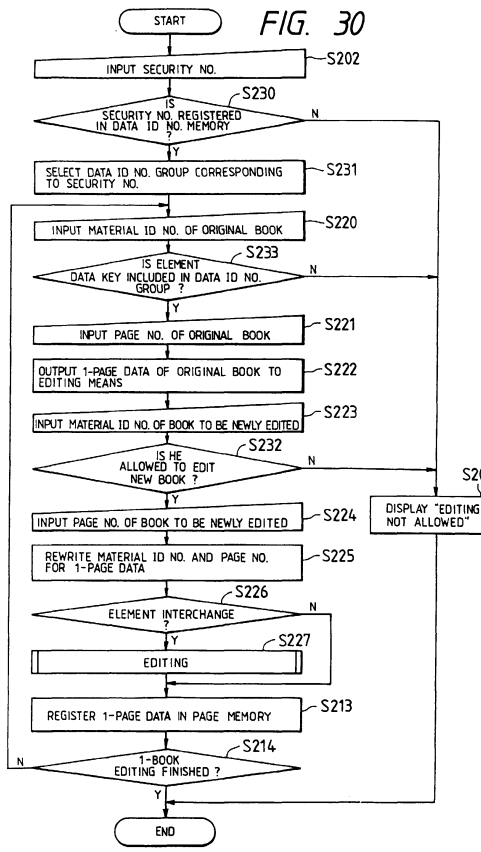 START
FIG. 30
INPUT SECURITY NO.
S202
IS
SECURITY NO. REGISTERED
IN DATA ID NO. MEMORY
?
S230
N
Y
SELECT DATA ID NO. GROUP CORRESPONDING
TO SECURITY NO.
S231
INPUT MATERIAL ID NO. OF ORIGINAL BOOK
S220
IS ELEMENT
DATA KEY INCLUDED IN DATA ID NO.
GROUP ?
S233
N
Y
INPUT PAGE NO. OF ORIGINAL BOOK
S221
OUTPUT 1-PAGE DATA OF ORIGINAL BOOK TO
EDITING MEANS
S222
INPUT MATERIAL ID NO. OF BOOK TO BE NEWLY EDITED
S223
IS HE
ALLOWED TO EDIT
NEW BOOK ?
S232
N
Y
DISPLAY "EDITING
NOT ALLOWED"
INPUT PAGE NO. OF BOOK TO BE NEWLY EDITED
S224
REWRITE MATERIAL ID NO. AND PAGE NO.
FOR 1-PAGE DATA
S225
ELEMENT INTERCHANGE
?
S226
N
Y
EDITING
S227
REGISTER 1-PAGE DATA IN PAGE MEMORY
S213
1-BOOK
EDITING FINISHED ?
S214
N
Y
END